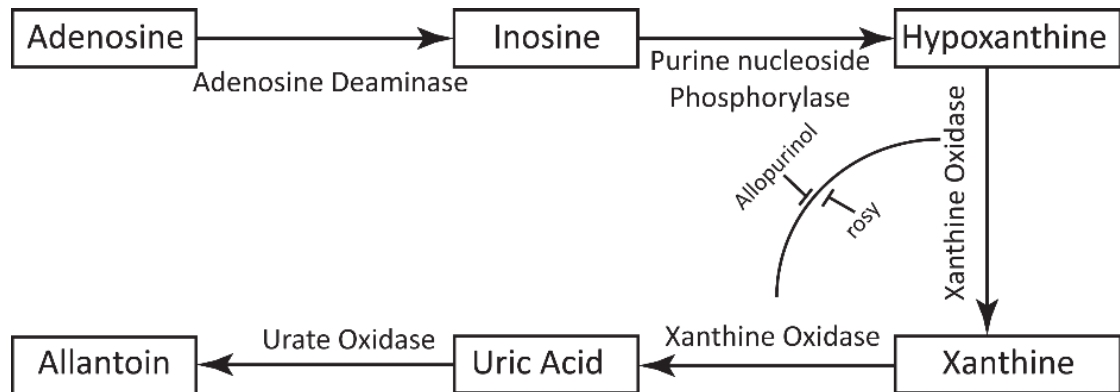 Adenosine
Inosine
Hypoxanthine
Adenosine Deaminase
Purine nucleoside
Phosphorylase
Xanthine Oxidase
Allopurinol
rosy
Urate Oxidase
Xanthine Oxidase
Allantoin
Uric Acid
Xanthine